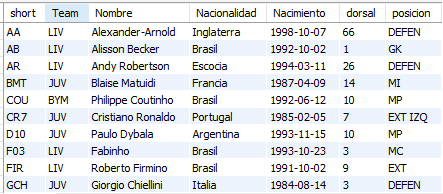 short Team Nombre Nacionalidad Nacimiento dorsal posicion
AA LIV Alexander-Arnold Inglaterra 1998-10-07 66 DEFEN
AB LIV Alisson Becker Brasil 1992-10-02 1 GK
AR LIV Andy Robertson Escocia 1994-03-11 26 DEFEN
BMT JUV Blaise Matuidi Francia 1987-04-09 14 MI
COU BYM Philippe Coutinho Brasil 1992-06-12 10 MP
CR7 JUV Cristiano Ronaldo Portugal 1985-02-05 7 EXT IZQ
D10 JUV Paulo Dybala Argentina 1993-11-15 10 MP
F03 LIV Fabinho Brasil 1993-10-23 3 MC
FIR LIV Roberto Firmino Brasil 1991-10-02 9 EXT
GCH JUV Giorgio Chiellini Italia 1984-08-14 3 DEFEN